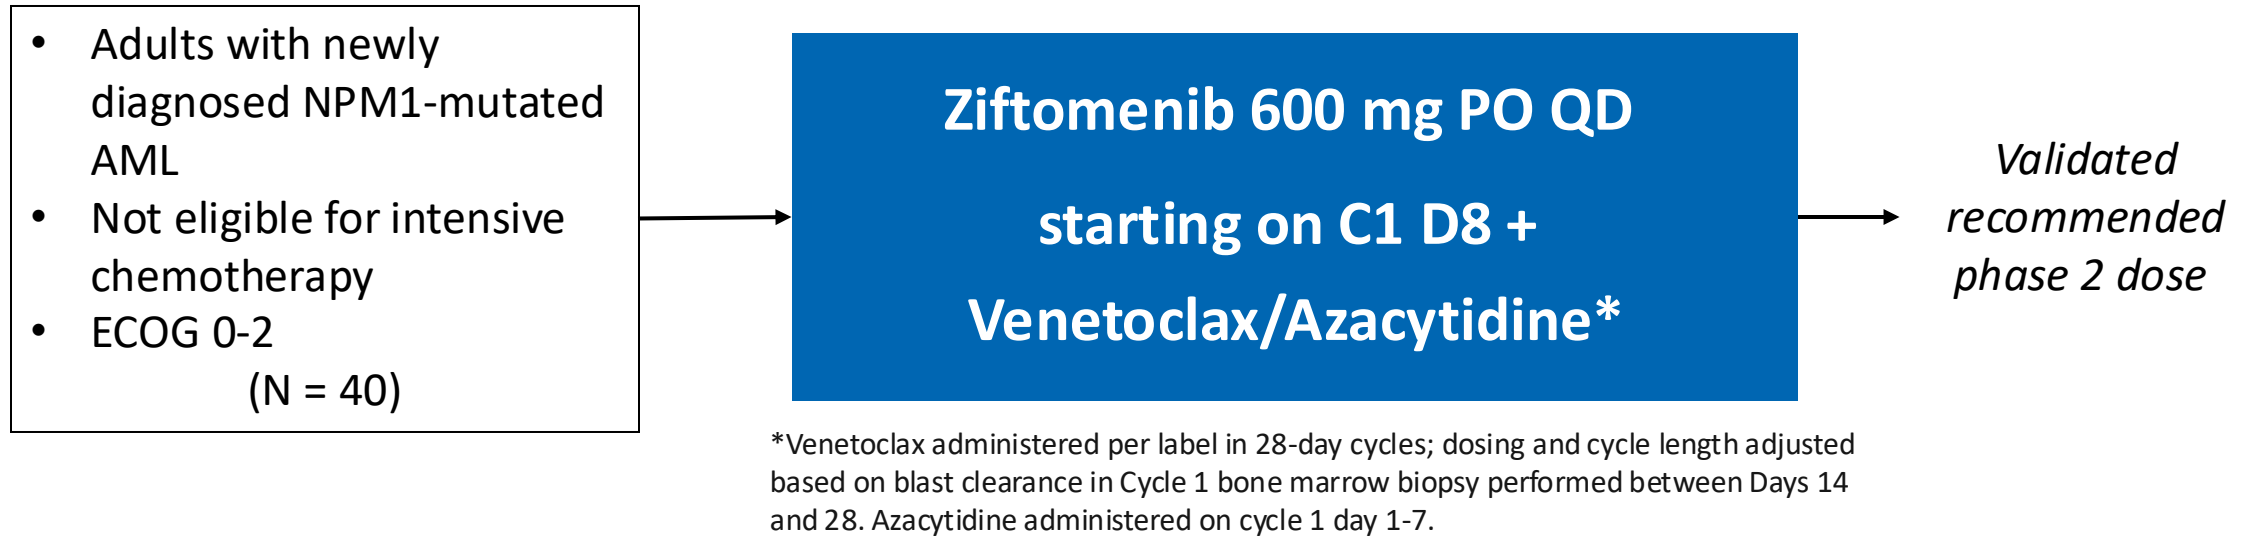 • Adults with newly
diagnosed NPM1-mutated
AML
• Not eligible for intensive
chemotherapy
• ECOG 0-2
(N = 40)
Ziftomenib 600 mg PO QD
starting on C1 D8 +
Venetoclax/Azacytidine*
*Venetoclax administered per label in 28-day cycles; dosing and cycle length adjusted
based on blast clearance in Cycle 1 bone marrow biopsy performed between Days 14
and 28. Azacytidine administered on cycle 1 day 1-7.
Validated
recommended
phase 2 dose